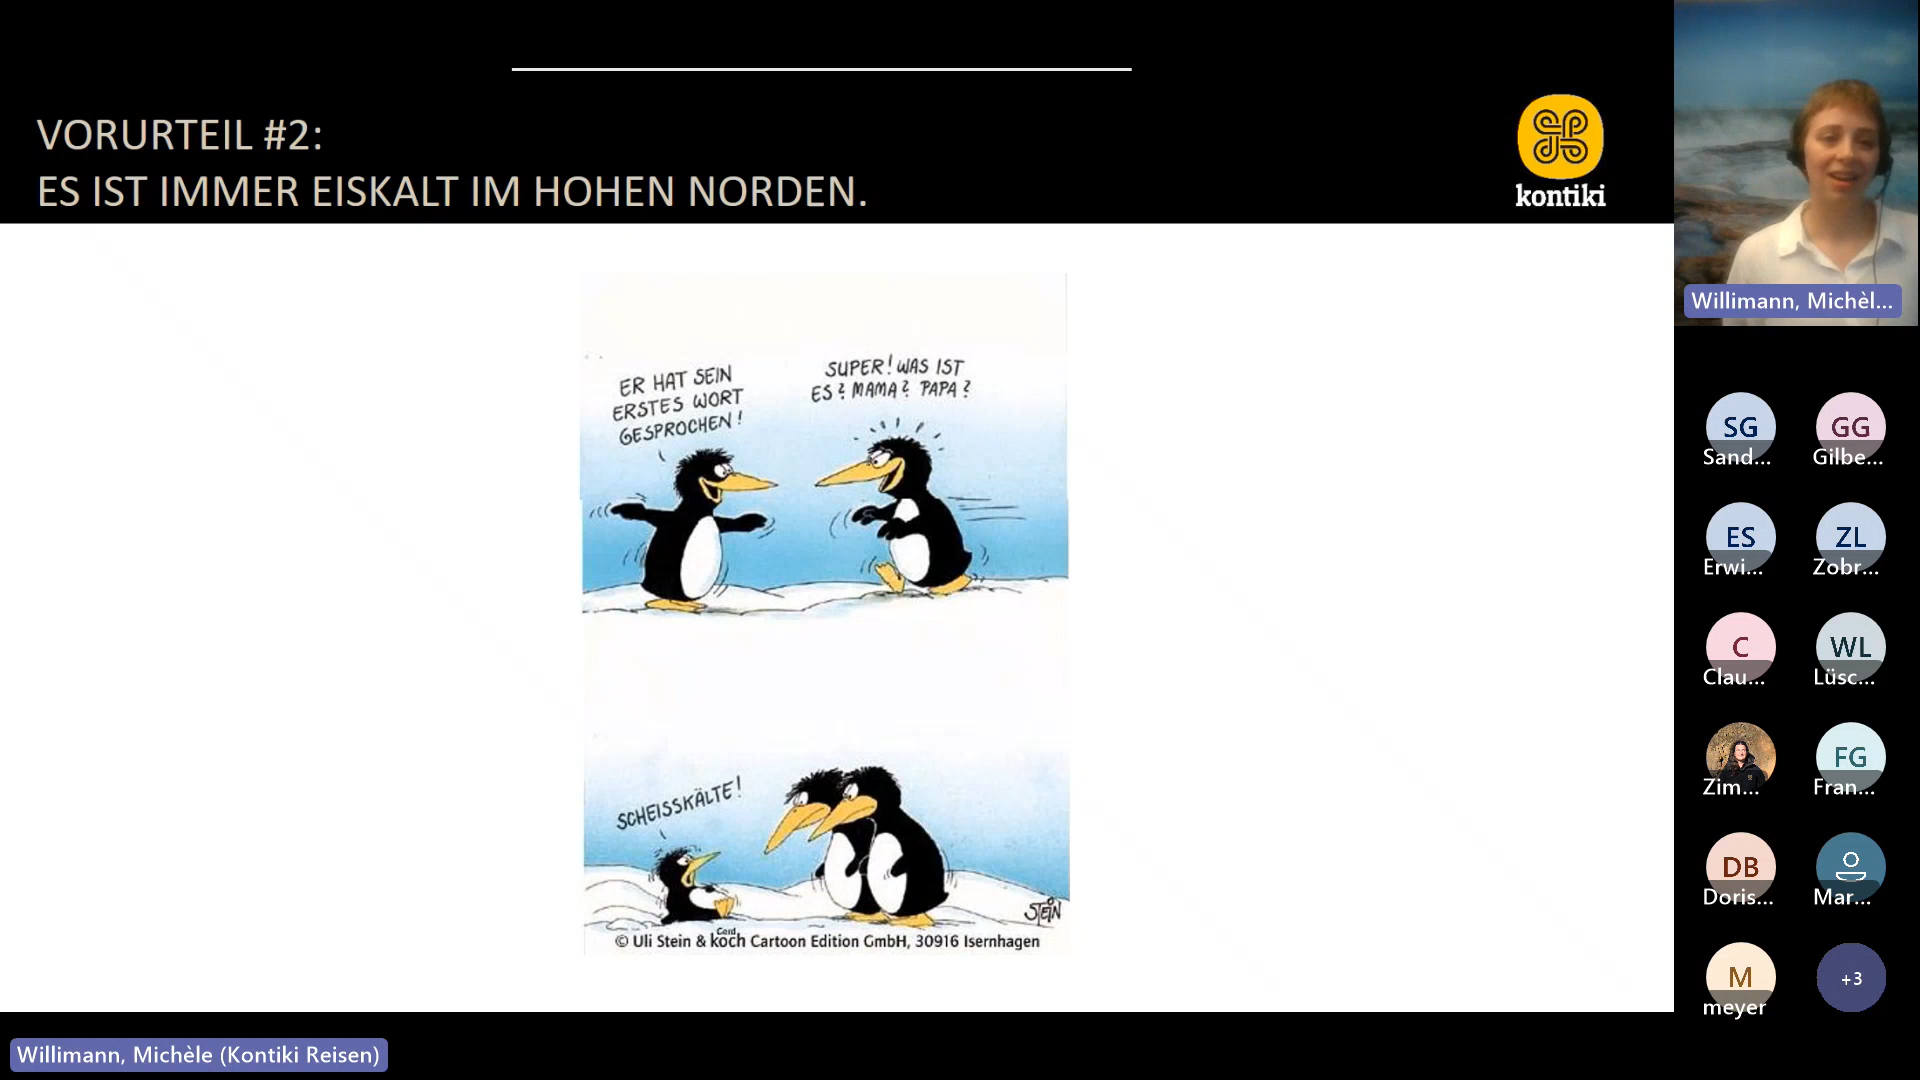 VORURTEIL #2:
ES IST IMMER EISKALT IM HOHEN NORDEN.
kontiki
ER HAT SEIN
ERSTES WORT
GESPROCHEN!
SUPER! WAS IST
ES? MAMA? PAPA?
SCHEISSKÄLTE!
STEIN
© Uli Stein & Gerd koch Cartoon Edition GmbH, 30916 Isernhagen
Willimann, Michèl...
SG
Sand...
GG
Gilbe...
ES
Erwi...
ZL
Zobr...
C
Clau...
WL
Lüsc...
Zim...
FG
Fran...
DB
Doris...
Mar...
M
meyer
+3
Willimann, Michèle (Kontiki Reisen)